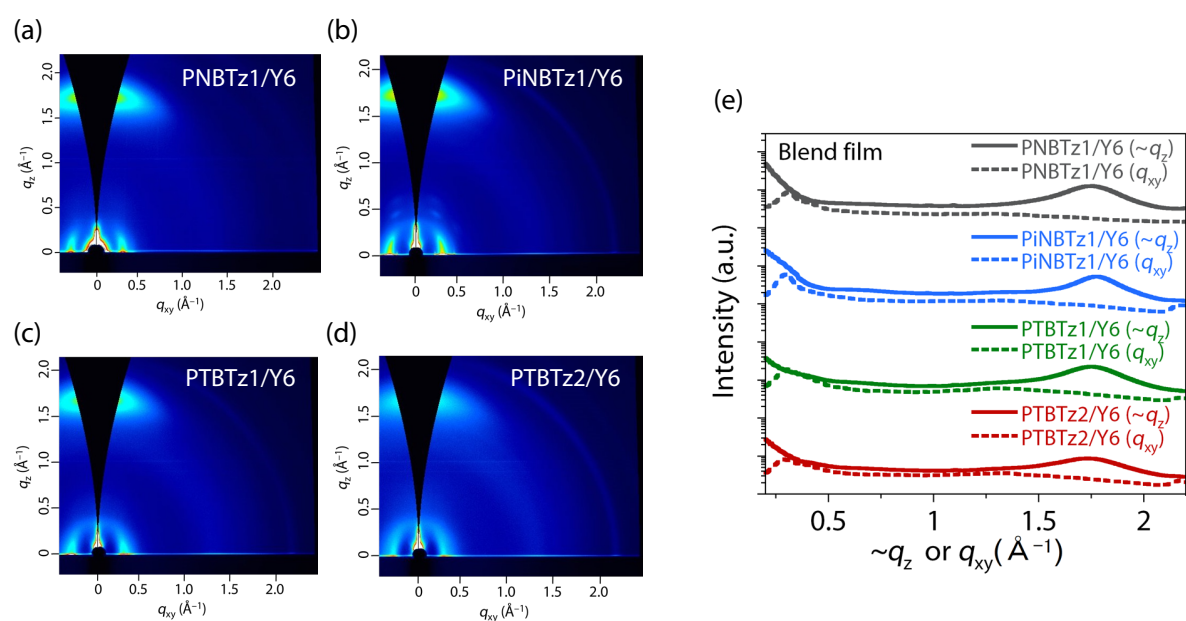 (a)
PNBTz1/Y6
2.0
1.5
1.0
0.5
0
qz (Å−1)
0
0.5
1.0
1.5
2.0
qxy (Å−1)
(b)
PiNBTz1/Y6
2.0
1.5
1.0
0.5
0
qz (Å−1)
0
0.5
1.0
1.5
2.0
qxy (Å−1)
(c)
PTBTz1/Y6
2.0
1.5
1.0
0.5
0
qz (Å−1)
0
0.5
1.0
1.5
2.0
qxy (Å−1)
(d)
PTBTz2/Y6
2.0
1.5
1.0
0.5
0
qz (Å−1)
0
0.5
1.0
1.5
2.0
qxy (Å−1)
(e)
Blend film
PNBTz1/Y6 (~qz)
PNBTz1/Y6 (qxy)
PiNBTz1/Y6 (~qz)
PiNBTz1/Y6 (qxy)
PTBTz1/Y6 (~qz)
PTBTz1/Y6 (qxy)
PTBTz2/Y6 (~qz)
PTBTz2/Y6 (qxy)
Intensity (a.u.)
0.5
1
1.5
2
~qz or qxy(Å−1)